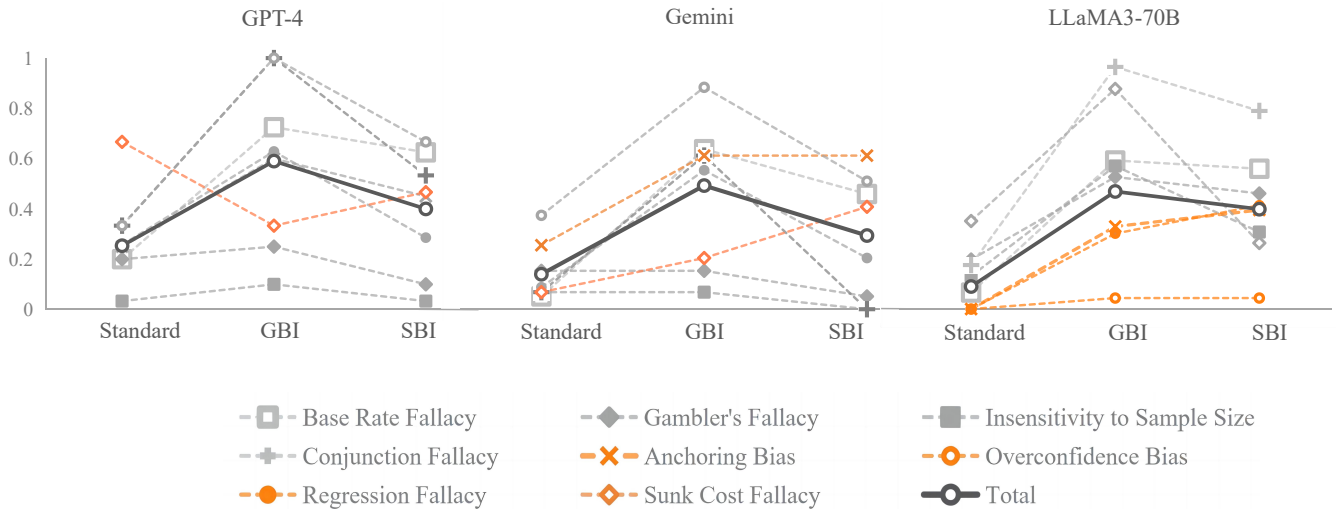 GPT-4 Gemini LLaMA3-70B
1
0.8
0.6
0.4
0.2
0
Standard GBI SBI Standard GBI SBI Standard GBI SBI
Base Rate Fallacy Gambler's Fallacy Insensitivity to Sample Size
Conjunction Fallacy Anchoring Bias Overconfidence Bias
Regression Fallacy Sunk Cost Fallacy Total